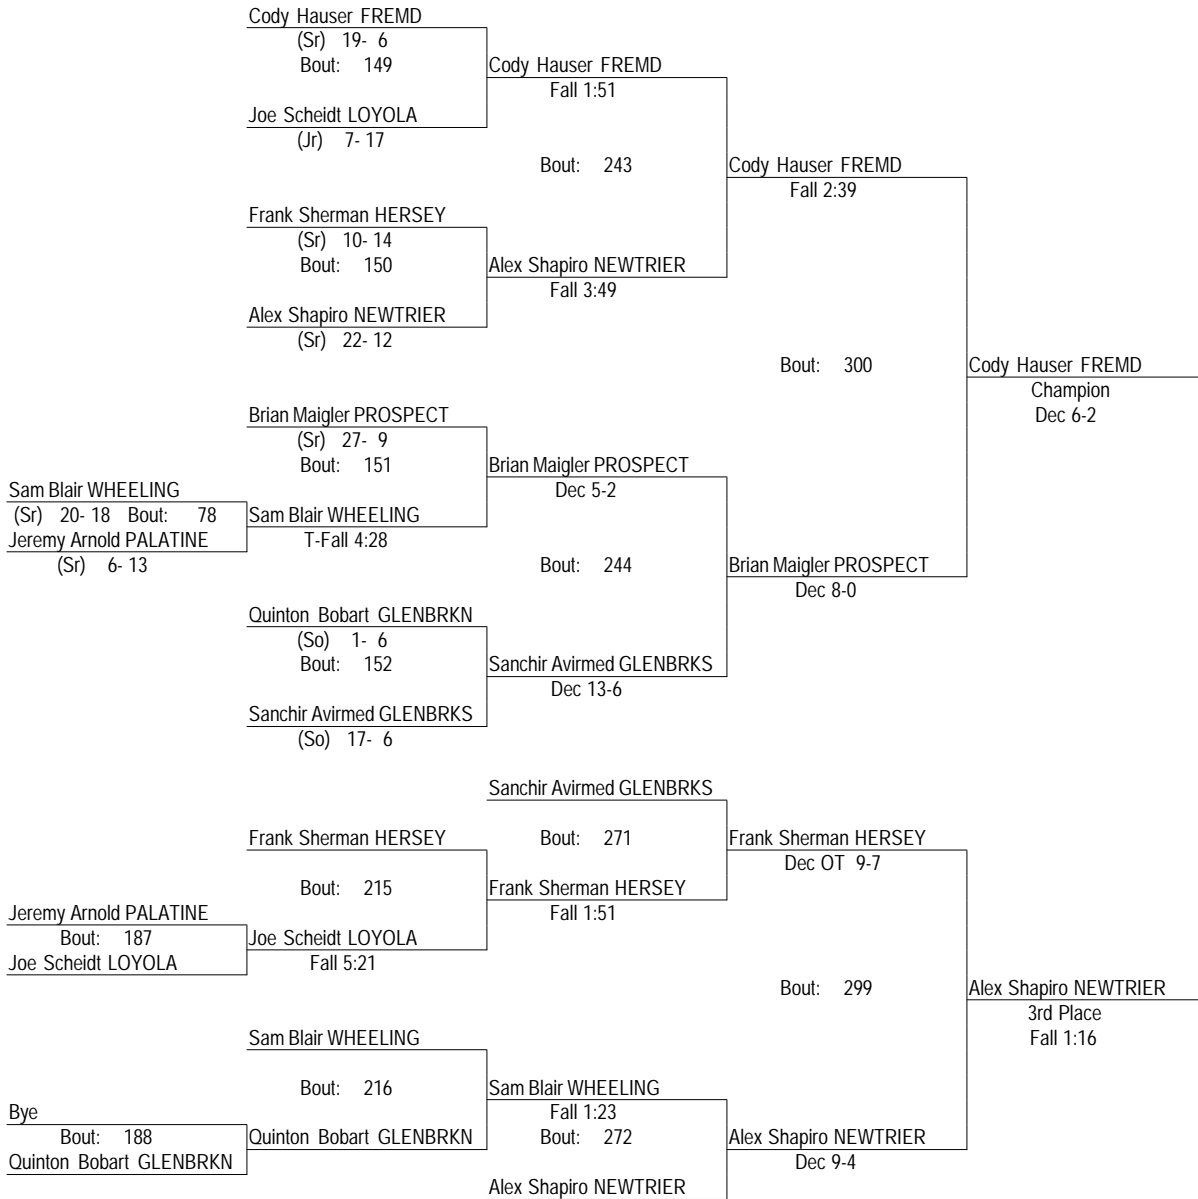 Cody Hauser FREMD
(Sr) 19- 6
Bout: 149
Cody Hauser FREMD
Fall 1:51
Joe Scheidt LOYOLA
(Jr) 7- 17
Bout: 243
Cody Hauser FREMD
Fall 2:39
Frank Sherman HERSEY
(Sr) 10- 14
Bout: 150
Alex Shapiro NEWTRIER
Fall 3:49
Alex Shapiro NEWTRIER
(Sr) 22- 12
Bout: 300
Cody Hauser FREMD
Champion
Dec 6-2
Brian Maigler PROSPECT
(Sr) 27- 9
Bout: 151
Brian Maigler PROSPECT
Dec 5-2
Sam Blair WHEELING
(Sr) 20- 18 Bout: 78
Sam Blair WHEELING
T-Fall 4:28
Jeremy Arnold PALATINE
(Sr) 6- 13
Bout: 244
Brian Maigler PROSPECT
Dec 8-0
Quinton Bobart GLENBRKN
(So) 1- 6
Bout: 152
Sanchir Avirmed GLENBRKS
Dec 13-6
Sanchir Avirmed GLENBRKS
(So) 17- 6
Sanchir Avirmed GLENBRKS
Frank Sherman HERSEY
Bout: 271
Frank Sherman HERSEY
Dec OT 9-7
Bout: 215
Frank Sherman HERSEY
Fall 1:51
Jeremy Arnold PALATINE
Bout: 187
Joe Scheidt LOYOLA
Fall 5:21
Joe Scheidt LOYOLA
Bout: 299
Alex Shapiro NEWTRIER
3rd Place
Fall 1:16
Sam Blair WHEELING
Bout: 216
Sam Blair WHEELING
Fall 1:23
Bye
Bout: 188
Quinton Bobart GLENBRKN
Bout: 272
Alex Shapiro NEWTRIER
Dec 9-4
Quinton Bobart GLENBRKN
Alex Shapiro NEWTRIER